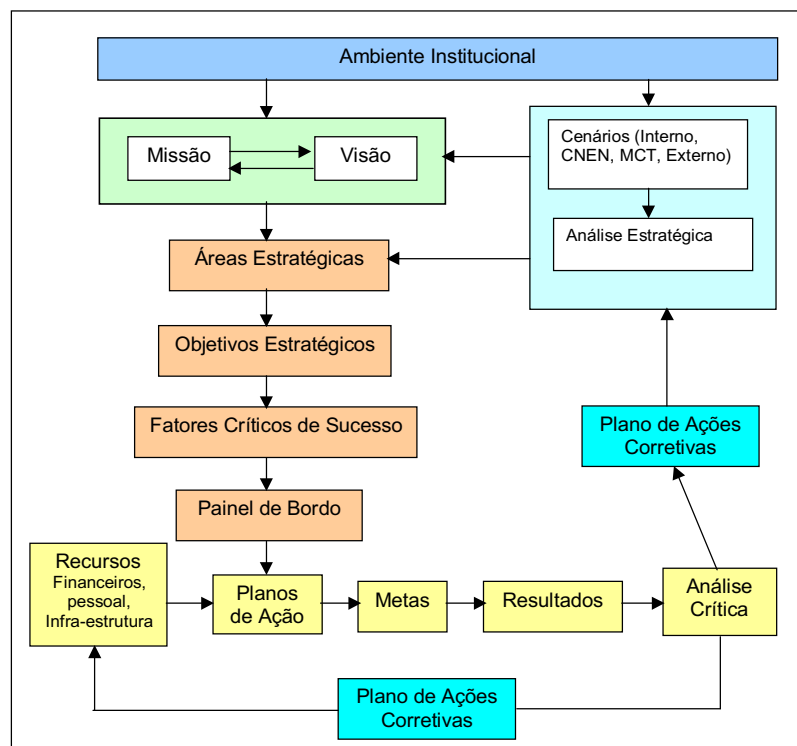 Ambiente Institucional
Missão
Visão
Cenários (Interno,
CNEN, MCT, Externo)
Análise Estratégica
Áreas Estratégicas
Objetivos Estratégicos
Fatores Críticos de Sucesso
Plano de Ações
Corretivas
Painel de Bordo
Recursos
Financeiros,
pessoal,
Infra-estrutura
Planos
de Ação
Metas
Resultados
Análise
Crítica
Plano de Ações
Corretivas